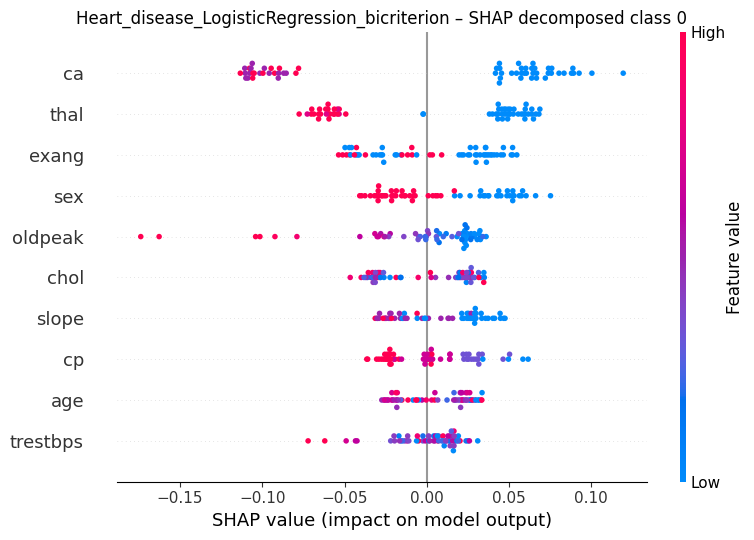 Heart_disease_LogisticRegression_bicriterion – SHAP decomposed class 0
High
ca
thal
exang
sex
oldpeak
chol
slope
cp
age
trestbps
Feature value
Low
−0.15 −0.10 −0.05 0.00 0.05 0.10
SHAP value (impact on model output)